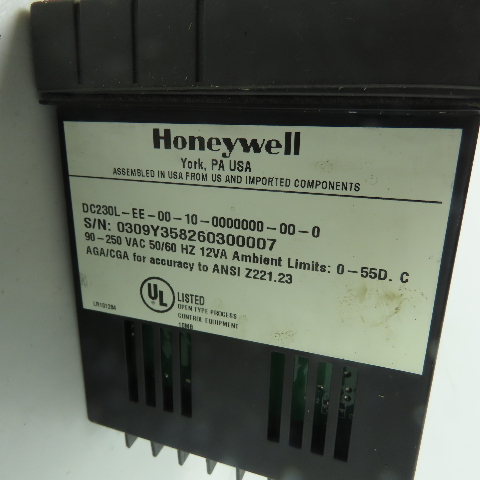 Honeywell
York, PA USA
ASSEMBLED IN USA FROM US AND IMPORTED COMPONENTS
DC230L-EE-00-10-0000000-00-0
S/N: 0309Y358260300007
90-250 VAC 50/60 HZ 12VA Ambient Limits: 0-55D. C
AGA/CGA for accuracy to ANSI Z221.23
UL LISTED
OPEN TYPE PROCESS
CONTROL EQUIPMENT
10MB